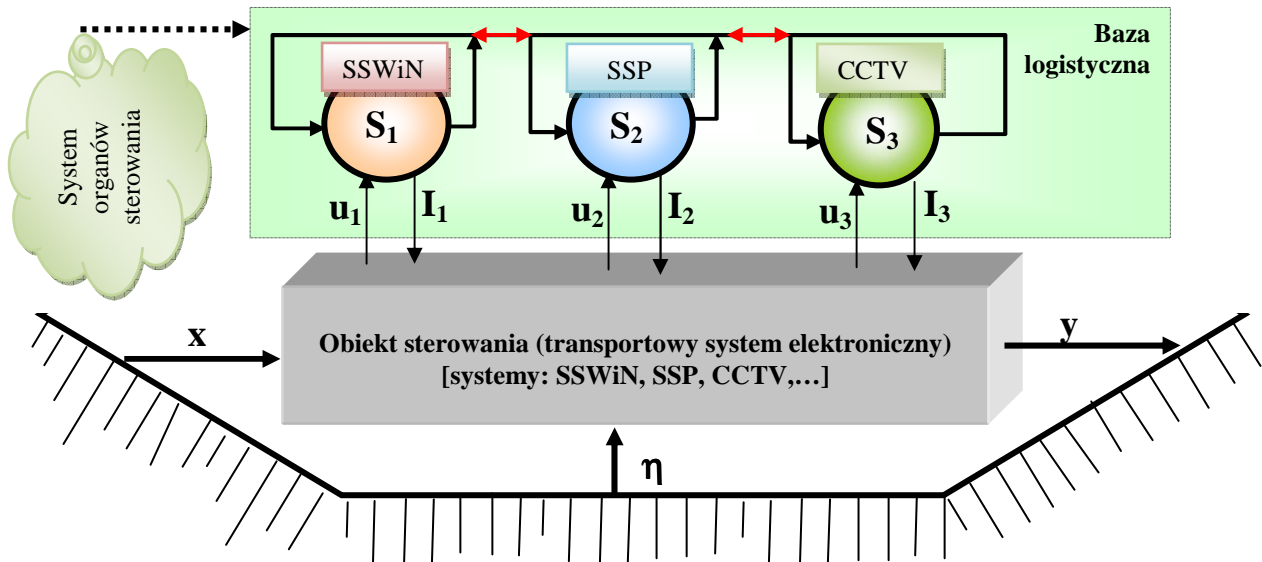 System
organów
sterowania
Baza
logistyczna
SSWiN
SSP
CCTV
S1
S2
S3
u1
I1
u2
I2
u3
I3
x
Obiekt sterowania (transportowy system elektroniczny)
[systemy: SSWiN, SSP, CCTV,…]
y
η